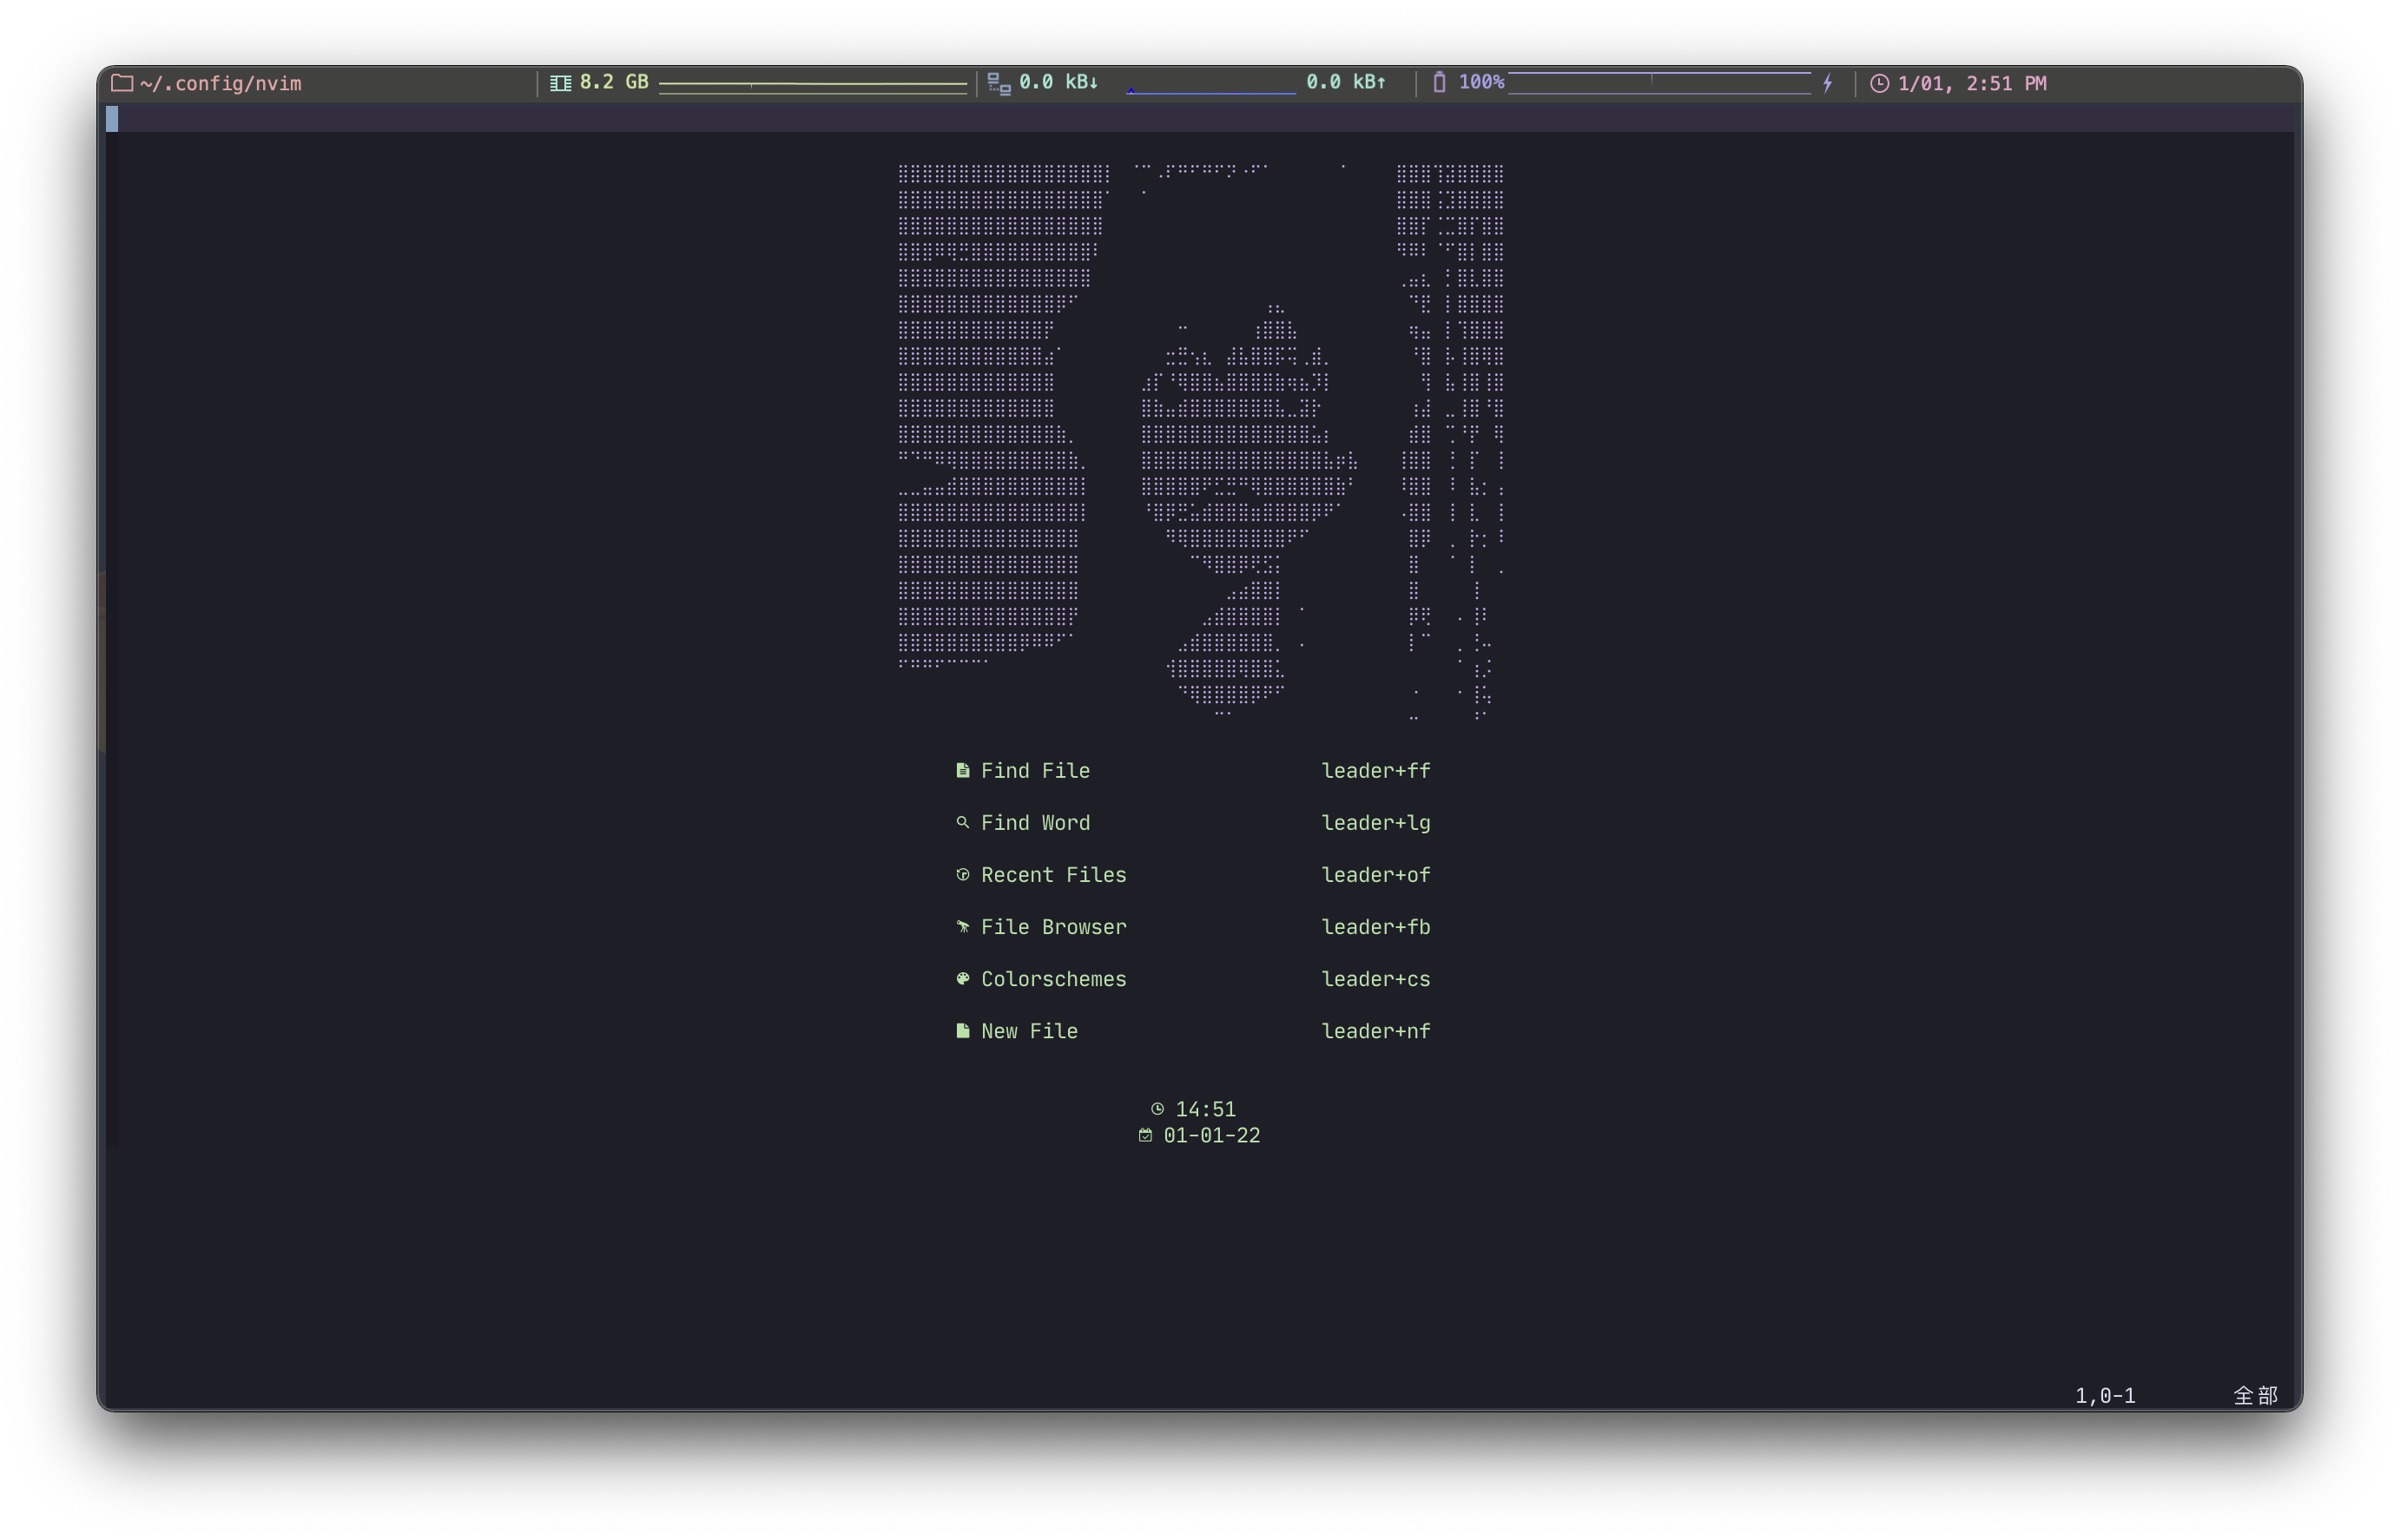 ~/.config/nvim 8.2 GB 0.0 kB↓ 0.0 kB↑ 100% 1/01, 2:51 PM
Find File leader+ff
Find Word leader+lg
Recent Files leader+of
File Browser leader+fb
Colorschemes leader+cs
New File leader+nf
14:51
01-01-22
1,0-1 全部